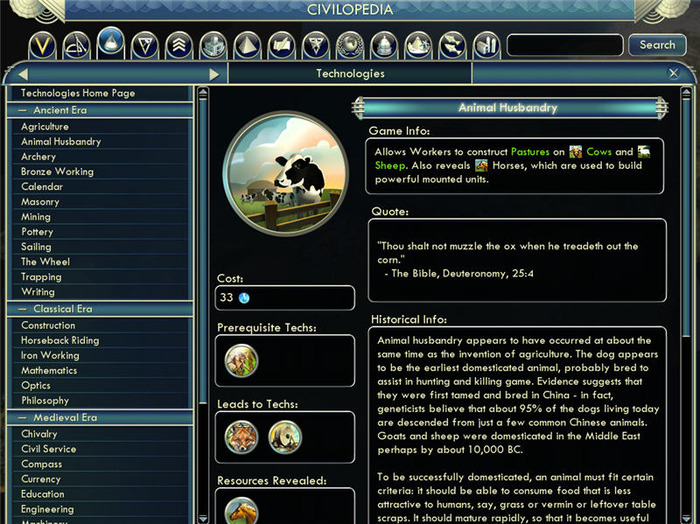 CIVILOPEDIA
Search
Technologies
Technologies Home Page
— Ancient Era
Agriculture
Animal Husbandry
Archery
Bronze Working
Calendar
Masonry
Mining
Pottery
Sailing
The Wheel
Trapping
Writing
— Classical Era
Construction
Horseback Riding
Iron Working
Mathematics
Optics
Philosophy
— Medieval Era
Chivalry
Civil Service
Compass
Currency
Education
Engineering
Machinery
Cost:
33
Prerequisite Techs:
Leads to Techs:
Resources Revealed:
Animal Husbandry
Game Info:
Allows Workers to construct Pastures on Cows and
Sheep. Also reveals Horses, which are used to build
powerful mounted units.
Quote:
"Thou shalt not muzzle the ox when he treadeth out the
corn."
- The Bible, Deuteronomy, 25:4
Historical Info:
Animal husbandry appears to have occurred at about the
same time as the invention of agriculture. The dog appears
to be the earliest domesticated animal, probably bred to
assist in hunting and killing game. Evidence suggests that
they were first tamed and bred in China - in fact,
geneticists believe that about 95% of the dogs living today
are descended from just a few common Chinese animals.
Goats and sheep were domesticated in the Middle East
perhaps by about 10,000 BC.
To be successfully domesticated, an animal must fit certain
criteria: it should be able to consume food that is less
attractive to humans, say, grass or vermin or leftover table
scraps. It should mature rapidly, so that it become useful